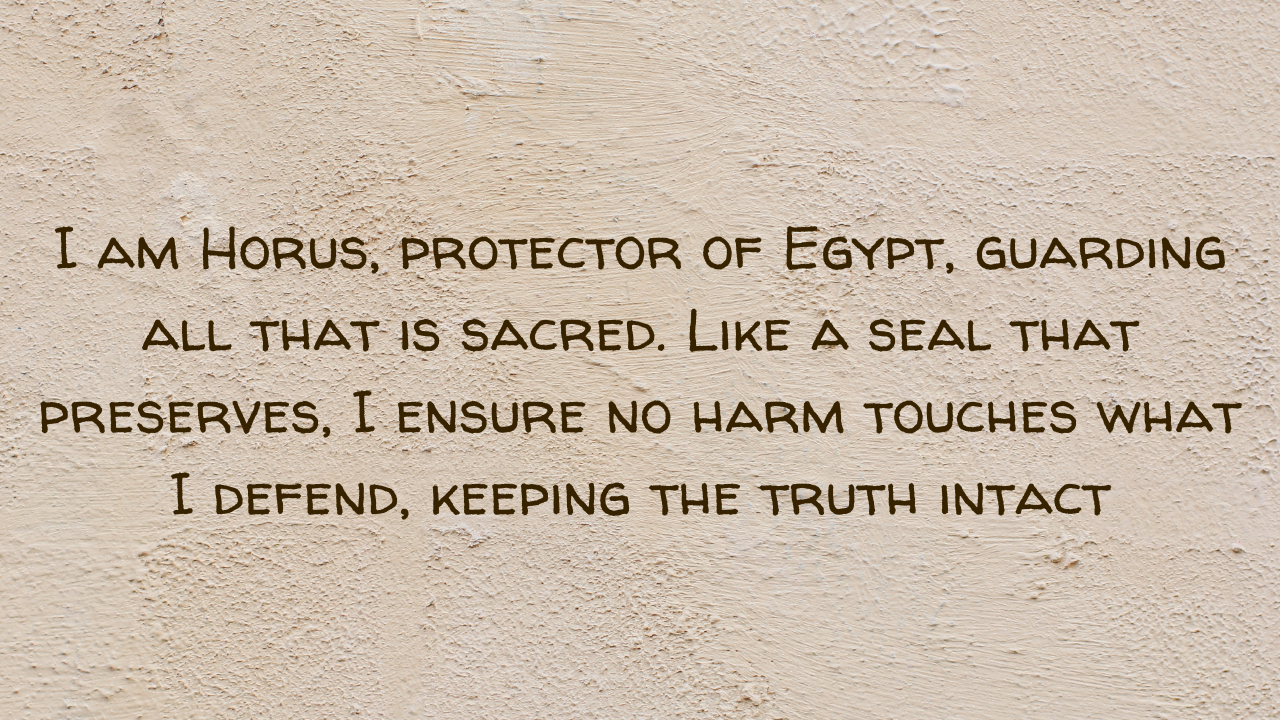 I am Horus, protector of Egypt, guarding
all that is sacred. Like a seal that
preserves, I ensure no harm touches what
I defend, keeping the truth intact